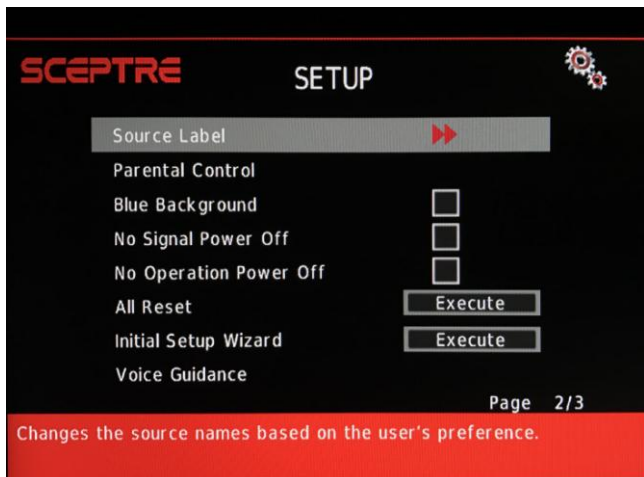 SCEPTRE
SETUP
Source Label
Parental Control
Blue Background
No Signal Power Off
No Operation Power Off
All Reset Execute
Initial Setup Wizard Execute
Voice Guidance
Page 2/3
Changes the source names based on the user's preference.